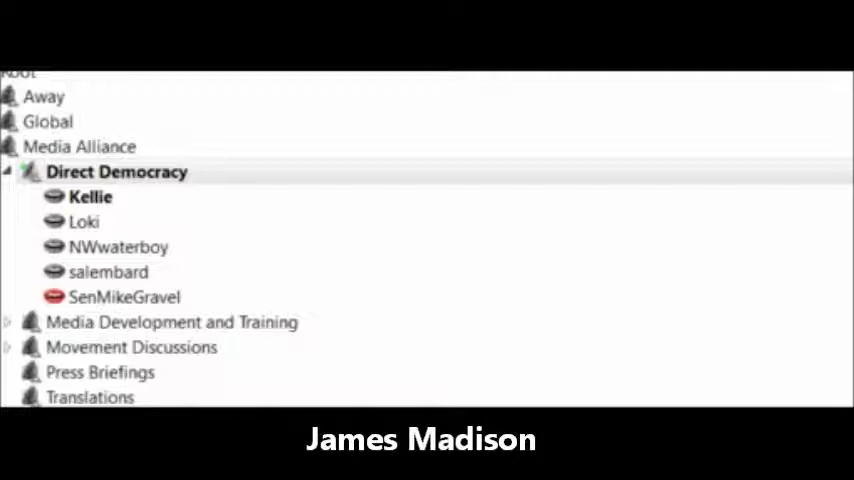 Root
Away
Global
Media Alliance
Direct Democracy
Kellie
Loki
NWwaterboy
salembard
SenMikeGravel
Media Development and Training
Movement Discussions
Press Briefings
Translations
James Madison